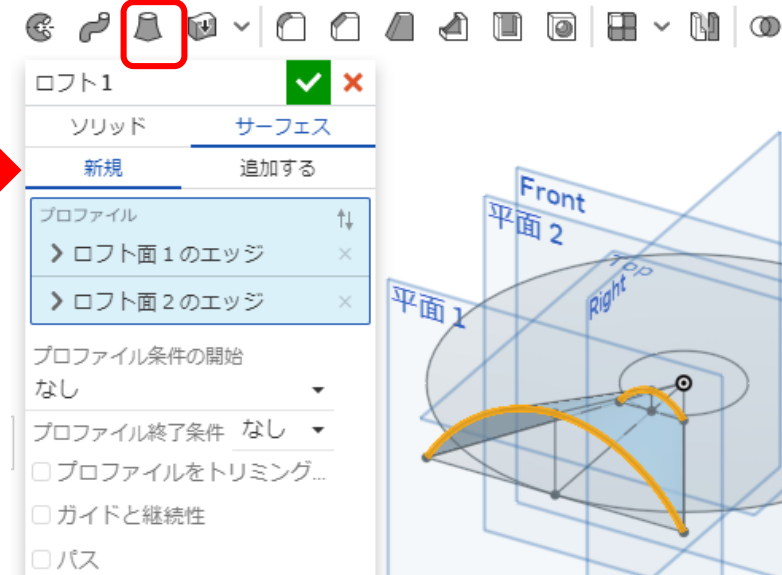 ロフト1
ソリッド
サーフェス
新規
追加する
プロファイル
ロフト面1のエッジ
ロフト面2のエッジ
プロファイル条件の開始
なし
プロファイル終了条件 なし
プロファイルをトリミング...
ガイドと継続性
パス
Front
平面 2
Top
Right
平面 1